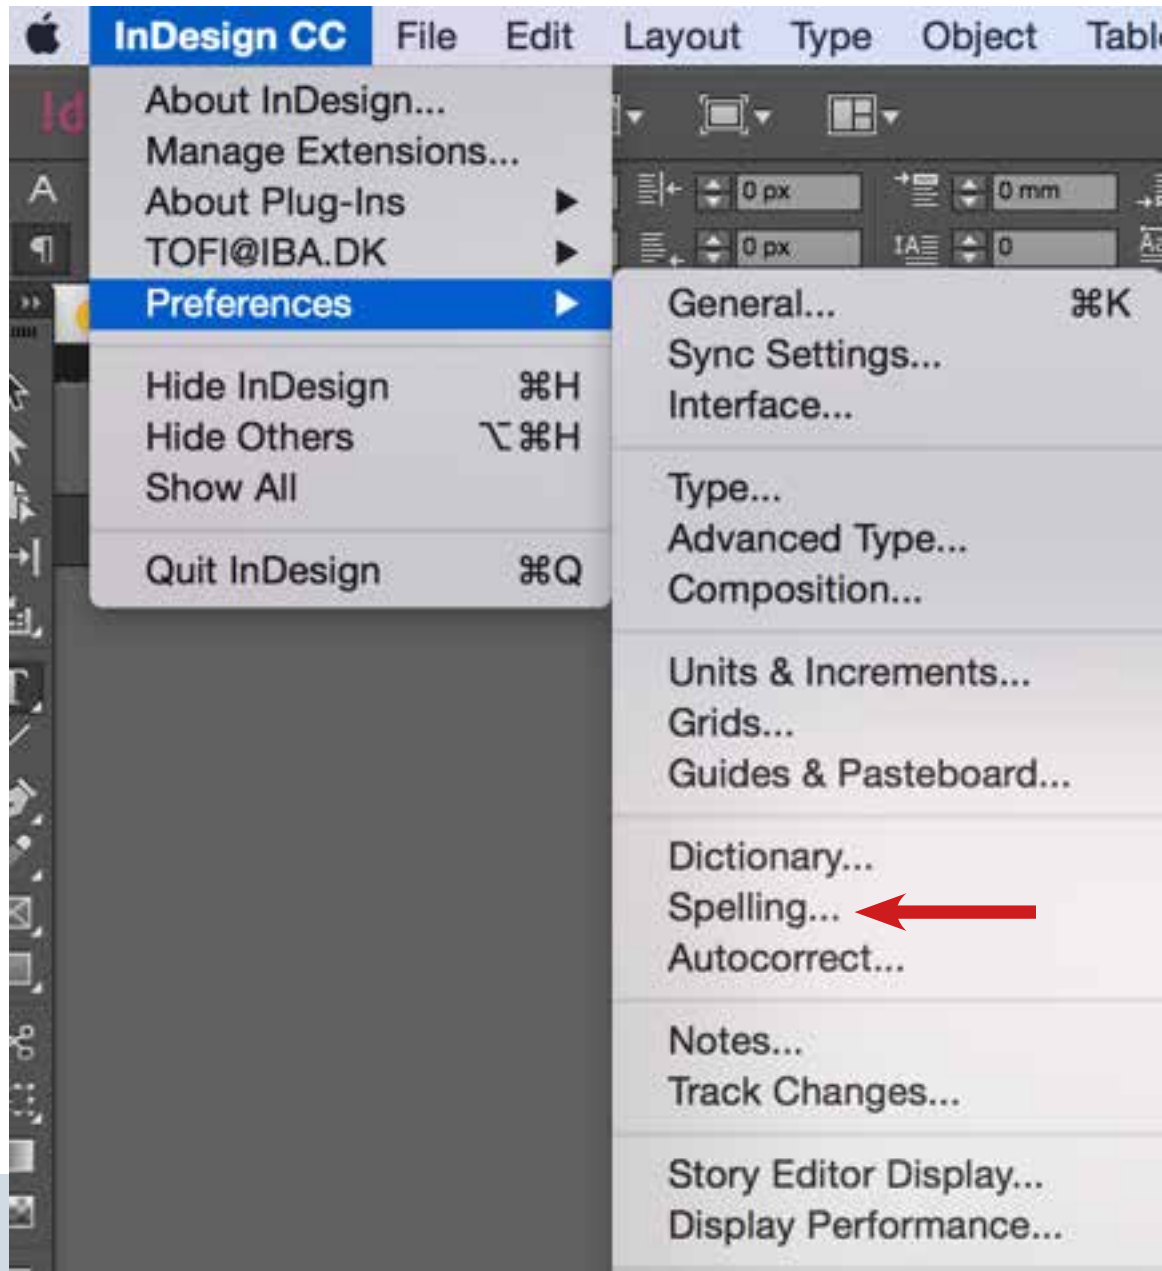 InDesign CC File Edit Layout Type Object Table
Id
About InDesign...
Manage Extensions...
About Plug-Ins
TOFI@IBA.DK
Preferences
Hide InDesign ⌘H
Hide Others ⌥⌘H
Show All
Quit InDesign ⌘Q
A
0 px
0 mm
0 px
0
General... ⌘K
Sync Settings...
Interface...
Type...
Advanced Type...
Composition...
Units & Increments...
Grids...
Guides & Pasteboard...
Dictionary...
Spelling...
Autocorrect...
Notes...
Track Changes...
Story Editor Display...
Display Performance...